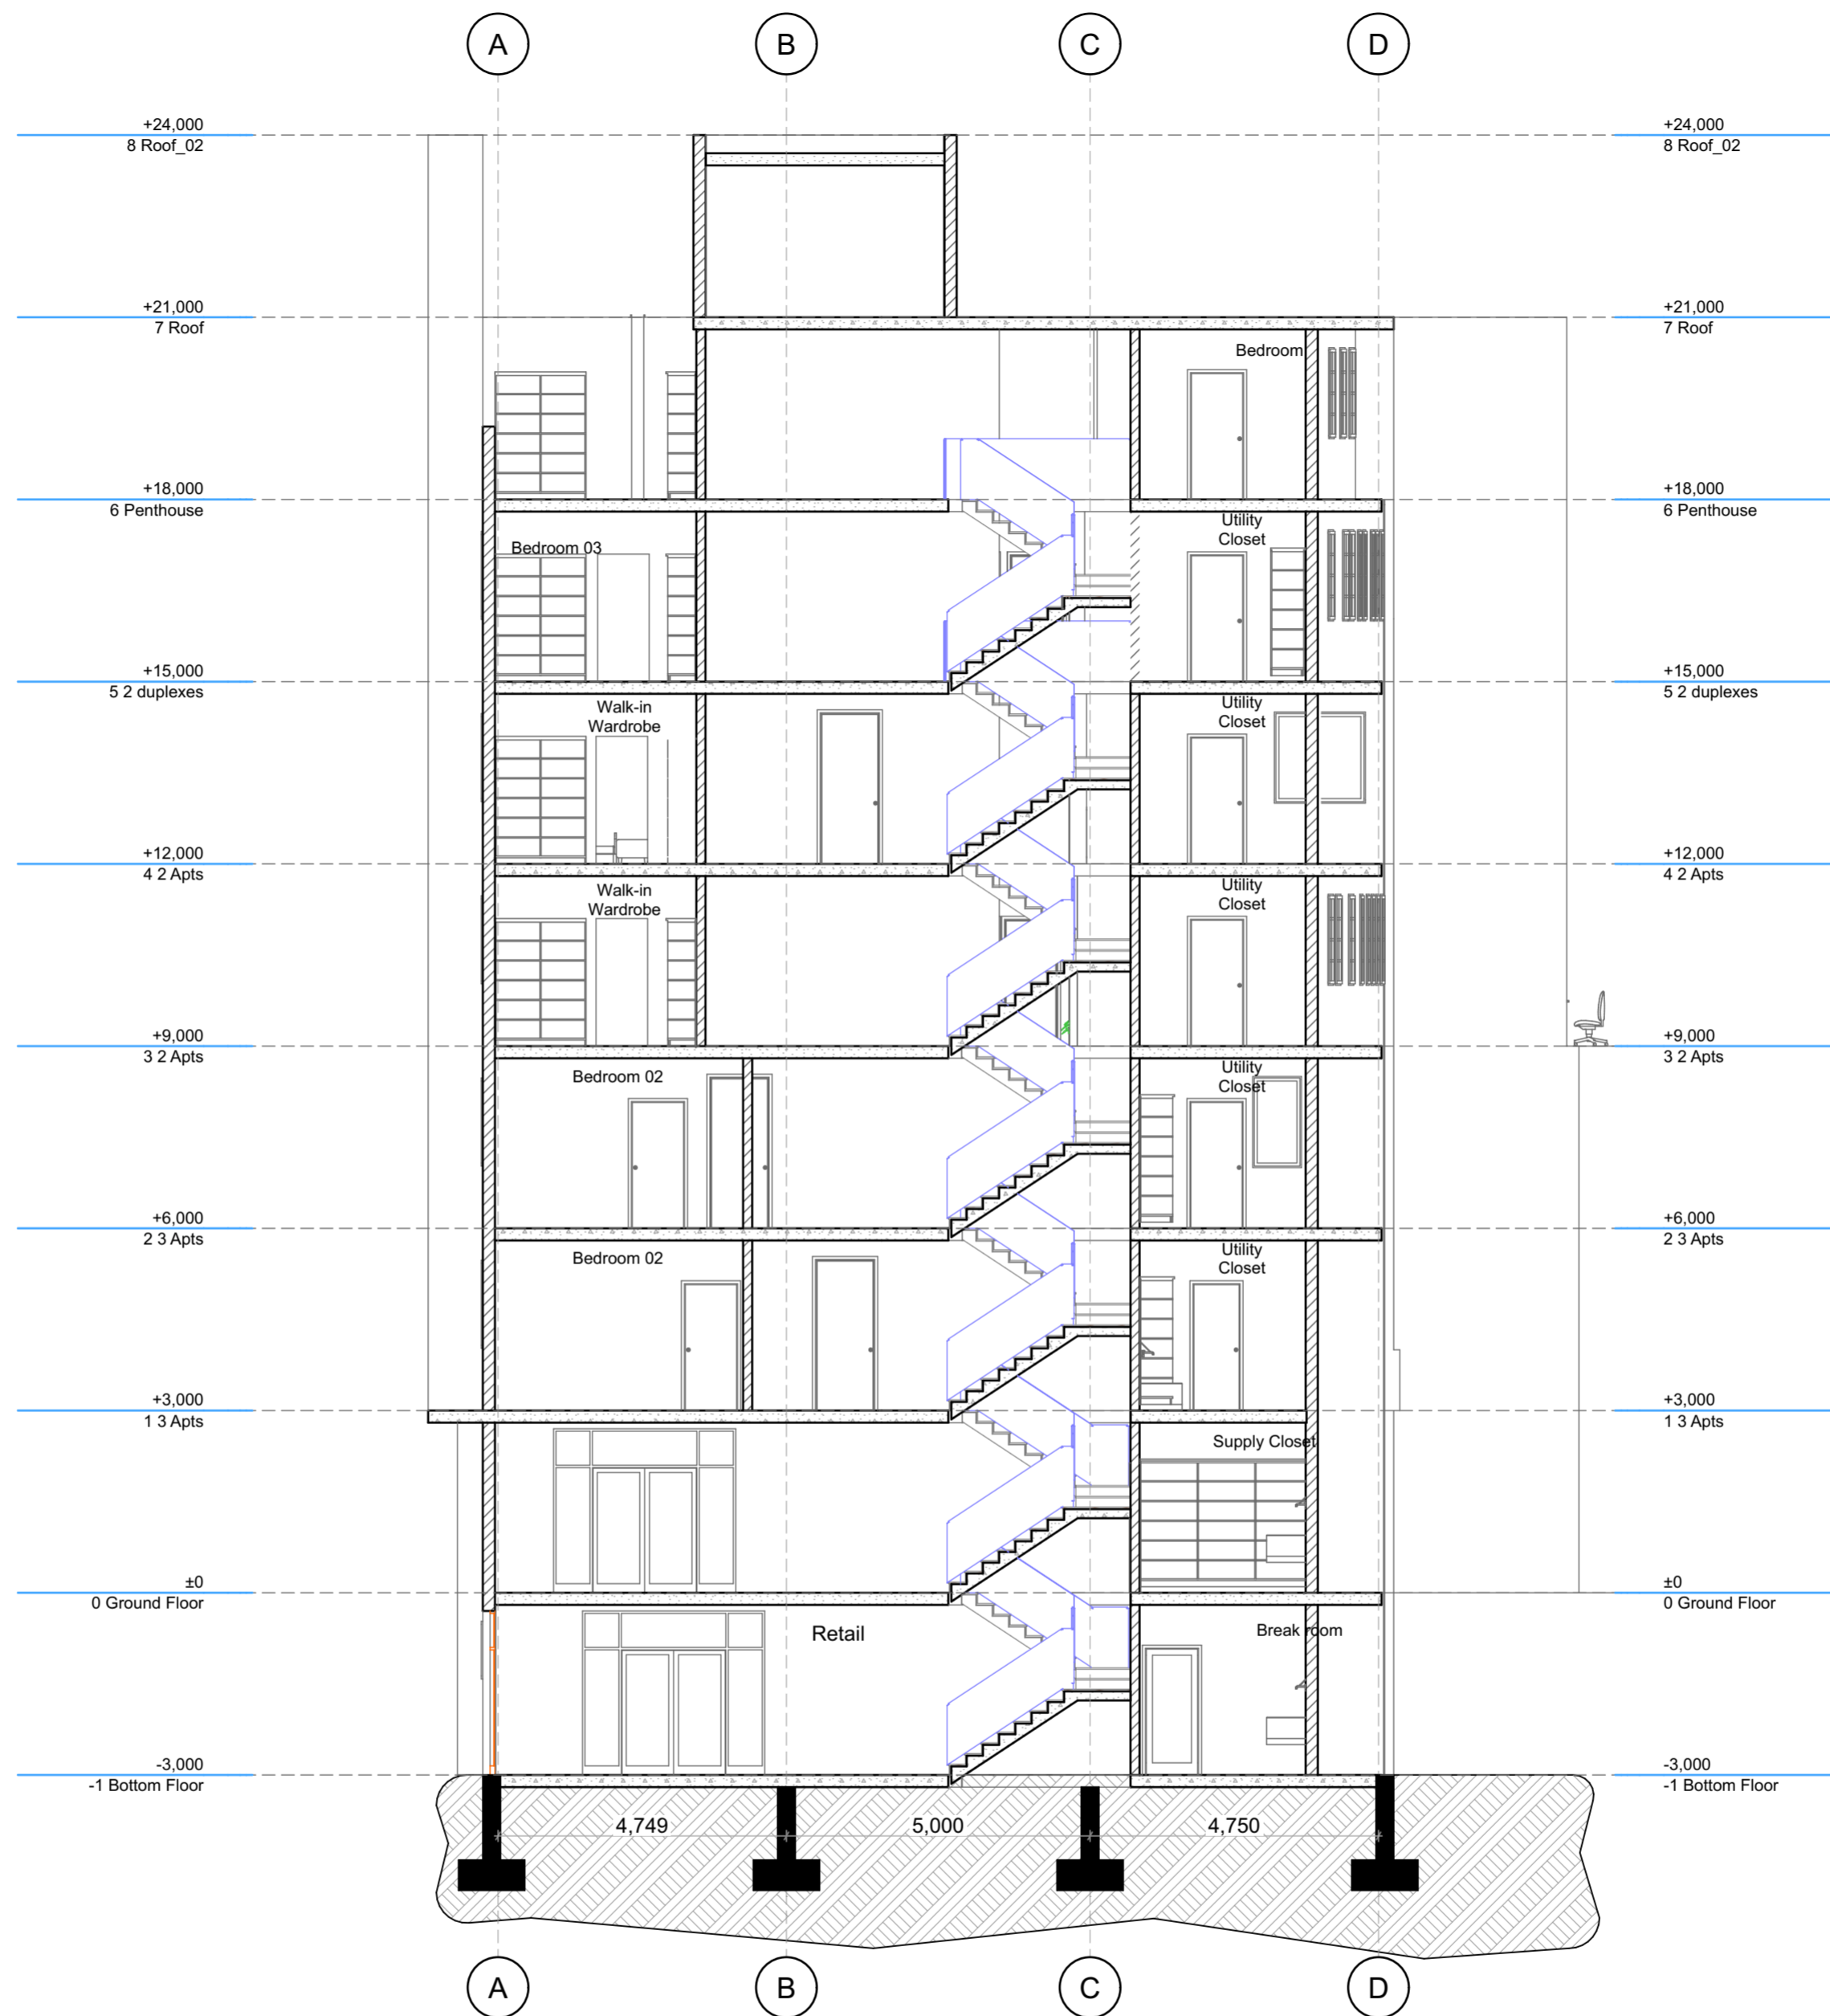 A B C D
+24,000 +24,000
8 Roof_02 8 Roof_02
+21,000 +21,000
7 Roof 7 Roof
Bedroom
+18,000 +18,000
6 Penthouse 6 Penthouse
Utility
Closet
Bedroom 03
+15,000 +15,000
5 2 duplexes 5 2 duplexes
Walk-in Utility
Wardrobe Closet
+12,000 +12,000
4 2 Apts 4 2 Apts
Walk-in Utility
Wardrobe Closet
+9,000 +9,000
3 2 Apts 3 2 Apts
Bedroom 02 Utility
Closet
+6,000 +6,000
2 3 Apts 2 3 Apts
Bedroom 02 Utility
Closet
+3,000 +3,000
1 3 Apts 1 3 Apts
Supply Closet
±0 ±0
0 Ground Floor 0 Ground Floor
Retail Break room
-3,000 -3,000
-1 Bottom Floor -1 Bottom Floor
4,749 5,000 4,750
A B C D